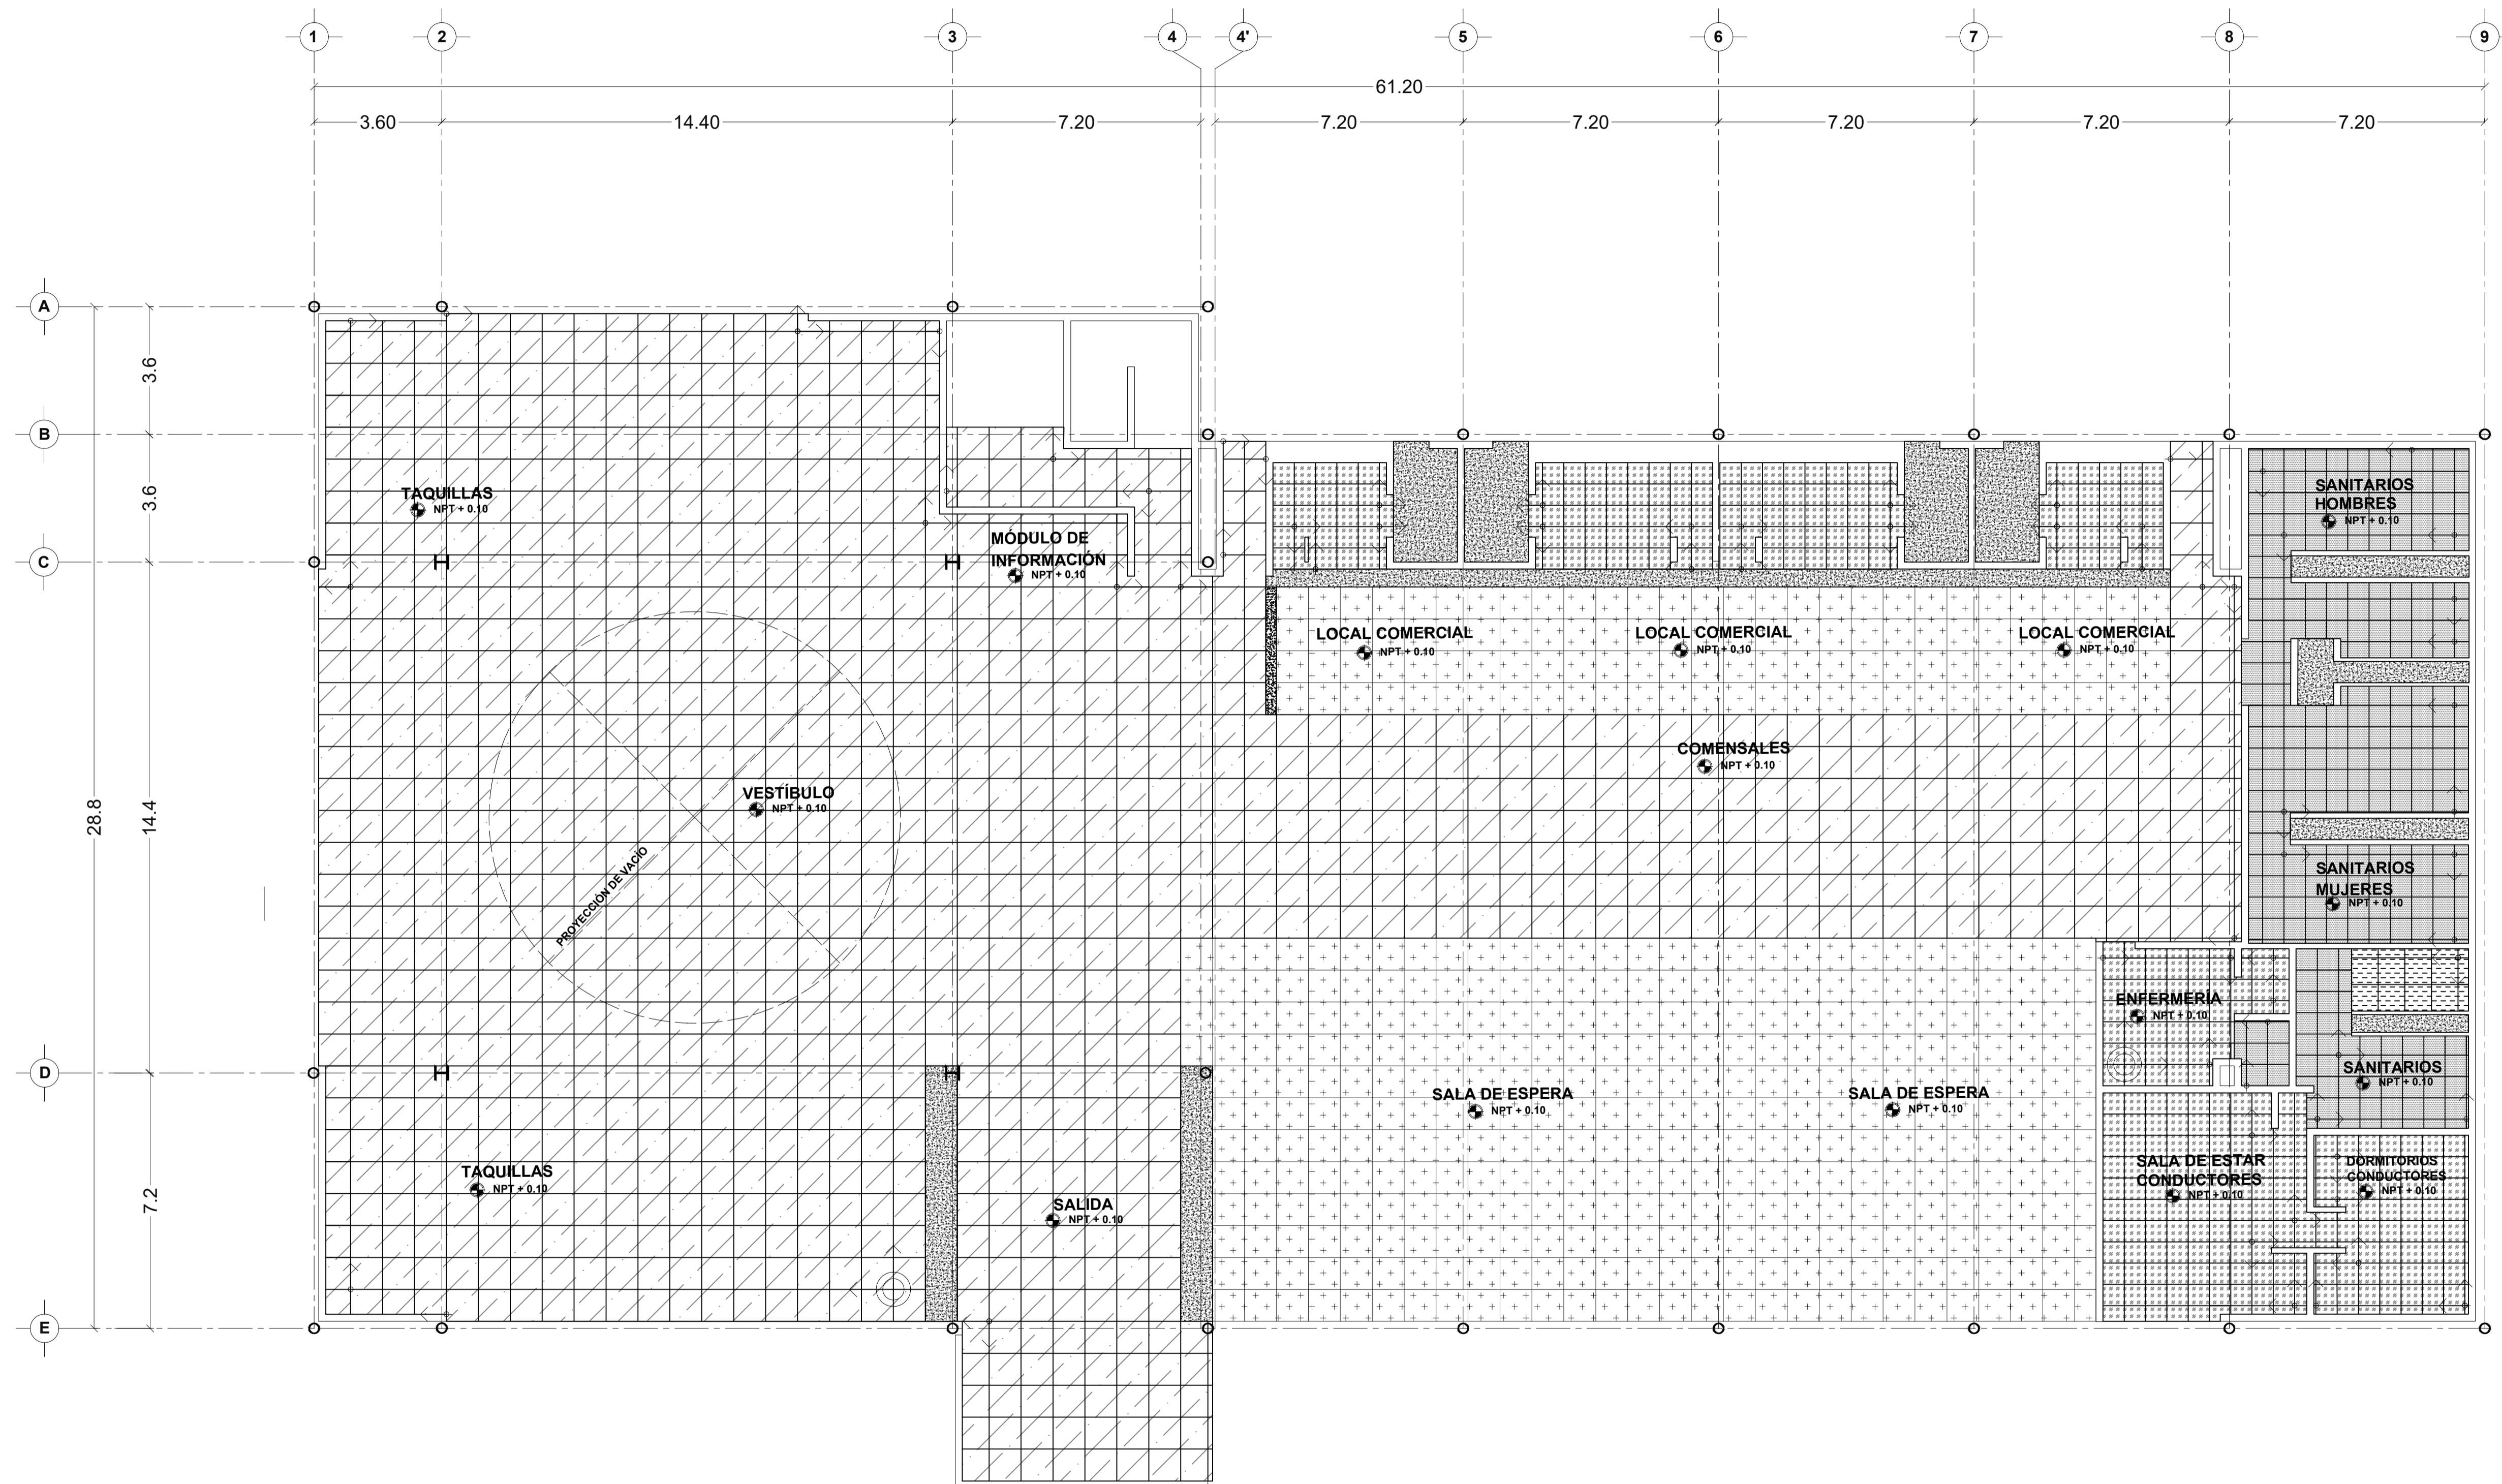 1 2 3 4 4' 5 6 7 8 9
61.20
3.60 14.40 7.20 7.20 7.20 7.20 7.20 7.20
A
3.6
B
3.6
C
28.8
14.4
D
7.2
E
TAQUILLAS
NPT + 0.10
MÓDULO DE
INFORMACIÓN
NPT + 0.10
SANITARIOS
HOMBRES
NPT + 0.10
LOCAL COMERCIAL
NPT + 0.10
LOCAL COMERCIAL
NPT + 0.10
LOCAL COMERCIAL
NPT + 0.10
COMENSALES
NPT + 0.10
VESTÍBULO
NPT + 0.10
PROYECCIÓN DE VACÍO
SANITARIOS
MUJERES
NPT + 0.10
ENFERMERÍA
NPT + 0.10
SANITARIOS
NPT + 0.10
SALA DE ESPERA
NPT + 0.10
SALA DE ESPERA
NPT + 0.10
TAQUILLAS
NPT + 0.10
SALIDA
NPT + 0.10
SALA DE ESTAR
CONDUCTORES
NPT + 0.10
DORMITORIOS
CONDUCTORES
NPT + 0.10